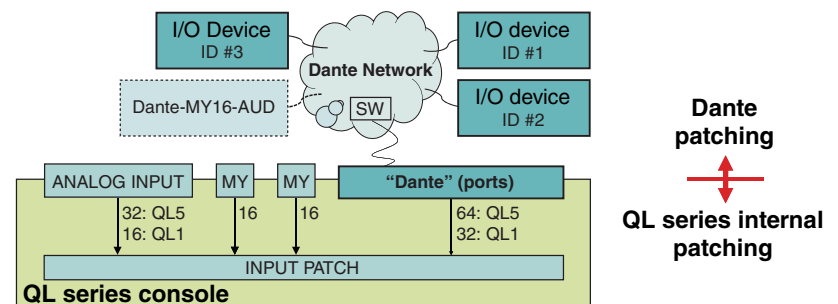 I/O Device
ID #3
Dante Network
I/O device
ID #1
Dante-MY16-AUD
SW
I/O device
ID #2
Dante
patching
QL series internal
patching
ANALOG INPUT
MY
MY
“Dante” (ports)
32: QL5
16: QL1
16
16
64: QL5
32: QL1
INPUT PATCH
QL series console